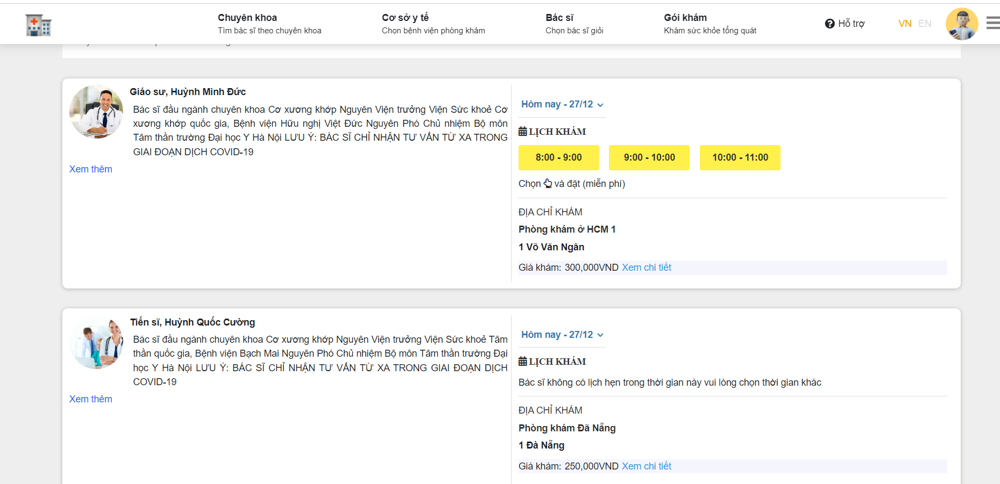 Chuyên khoa
Tìm bác sĩ theo chuyên khoa
Cơ sở y tế
Chọn bệnh viện phòng khám
Bác sĩ
Chọn bác sĩ giỏi
Gói khám
Khám sức khỏe tổng quát
Hỗ trợ
VN EN
Giáo sư, Huỳnh Minh Đức
Bác sĩ đầu ngành chuyên khoa Cơ xương khớp Nguyên Viện trưởng Viện Sức khoẻ Cơ
xương khớp quốc gia, Bệnh viện Hữu nghị Việt Đức Nguyên Phó Chủ nhiệm Bộ môn
Tâm thần trường Đại học Y Hà Nội LƯU Ý: BÁC SĨ CHỈ NHẬN TƯ VẤN TỪ XA TRONG
GIAI ĐOẠN DỊCH COVID-19
Xem thêm
Hôm nay - 27/12
LỊCH KHÁM
8:00 - 9:00
9:00 - 10:00
10:00 - 11:00
Chọn và đặt (miễn phí)
ĐỊA CHỈ KHÁM
Phòng khám ở HCM 1
1 Võ Văn Ngân
Giá khám: 300,000VND Xem chi tiết
Tiến sĩ, Huỳnh Quốc Cường
Bác sĩ đầu ngành chuyên khoa Cơ xương khớp Nguyên Viện trưởng Viện Sức khoẻ Tâm
thần quốc gia, Bệnh viện Bạch Mai Nguyên Phó Chủ nhiệm Bộ môn Tâm thần trường Đại
học Y Hà Nội LƯU Ý: BÁC SĨ CHỈ NHẬN TƯ VẤN TỪ XA TRONG GIAI ĐOẠN DỊCH
COVID-19
Xem thêm
Hôm nay - 27/12
LỊCH KHÁM
Bác sĩ không có lịch hẹn trong thời gian này vui lòng chọn thời gian khác
ĐỊA CHỈ KHÁM
Phòng khám Đã Nẵng
1 Đà Nẵng
Giá khám: 250,000VND Xem chi tiết